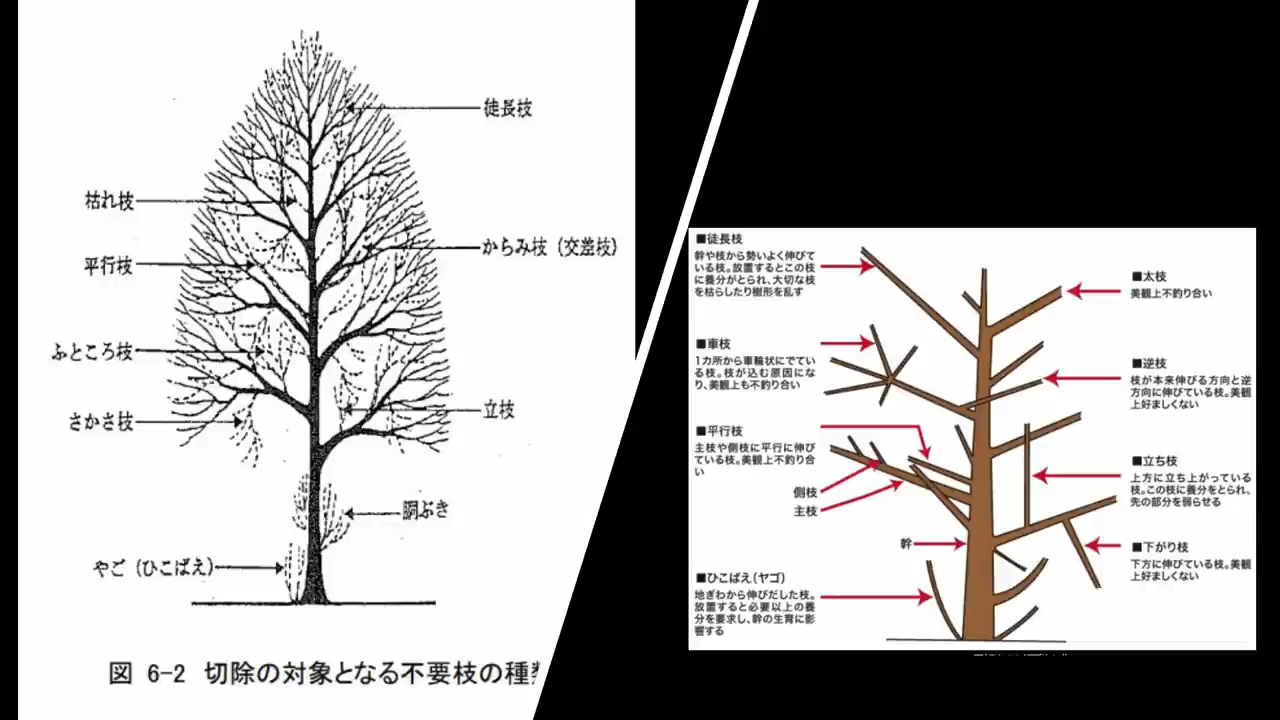 徒長枝
枯れ枝
からみ枝（交差枝）
平行枝
ふところ枝
さかさ枝
立枝
胴ぶき
やご（ひこばえ）
図 6-2 切除の対象となる不要枝の種
■徒長枝
幹や枝から勢いよく伸びて
いる枝。放置するとこの枝
に養分がとられ、大切な枝
を枯らしたり樹形を乱す
■車枝
1カ所から車輪状にでてい
る枝。枝が込む原因にな
り、美観上も不釣り合い
■平行枝
主枝や側枝に平行に伸び
ている枝。美観上不釣り合
い
側枝
主枝
幹
■ひこばえ（ヤゴ）
地ぎわから伸びだした枝。
放置すると必要以上の養
分を要求し、幹の生育に影
響する
■太枝
美観上不釣り合い
■逆枝
枝が本来伸びる方向と逆
方向に伸びている枝。美観
上好ましくない
■立ち枝
上方に立ち上がっている
枝。この枝に養分をとられ、
先の部分を弱らせる
■下がり枝
下方に伸びている枝。美観
上好ましくない